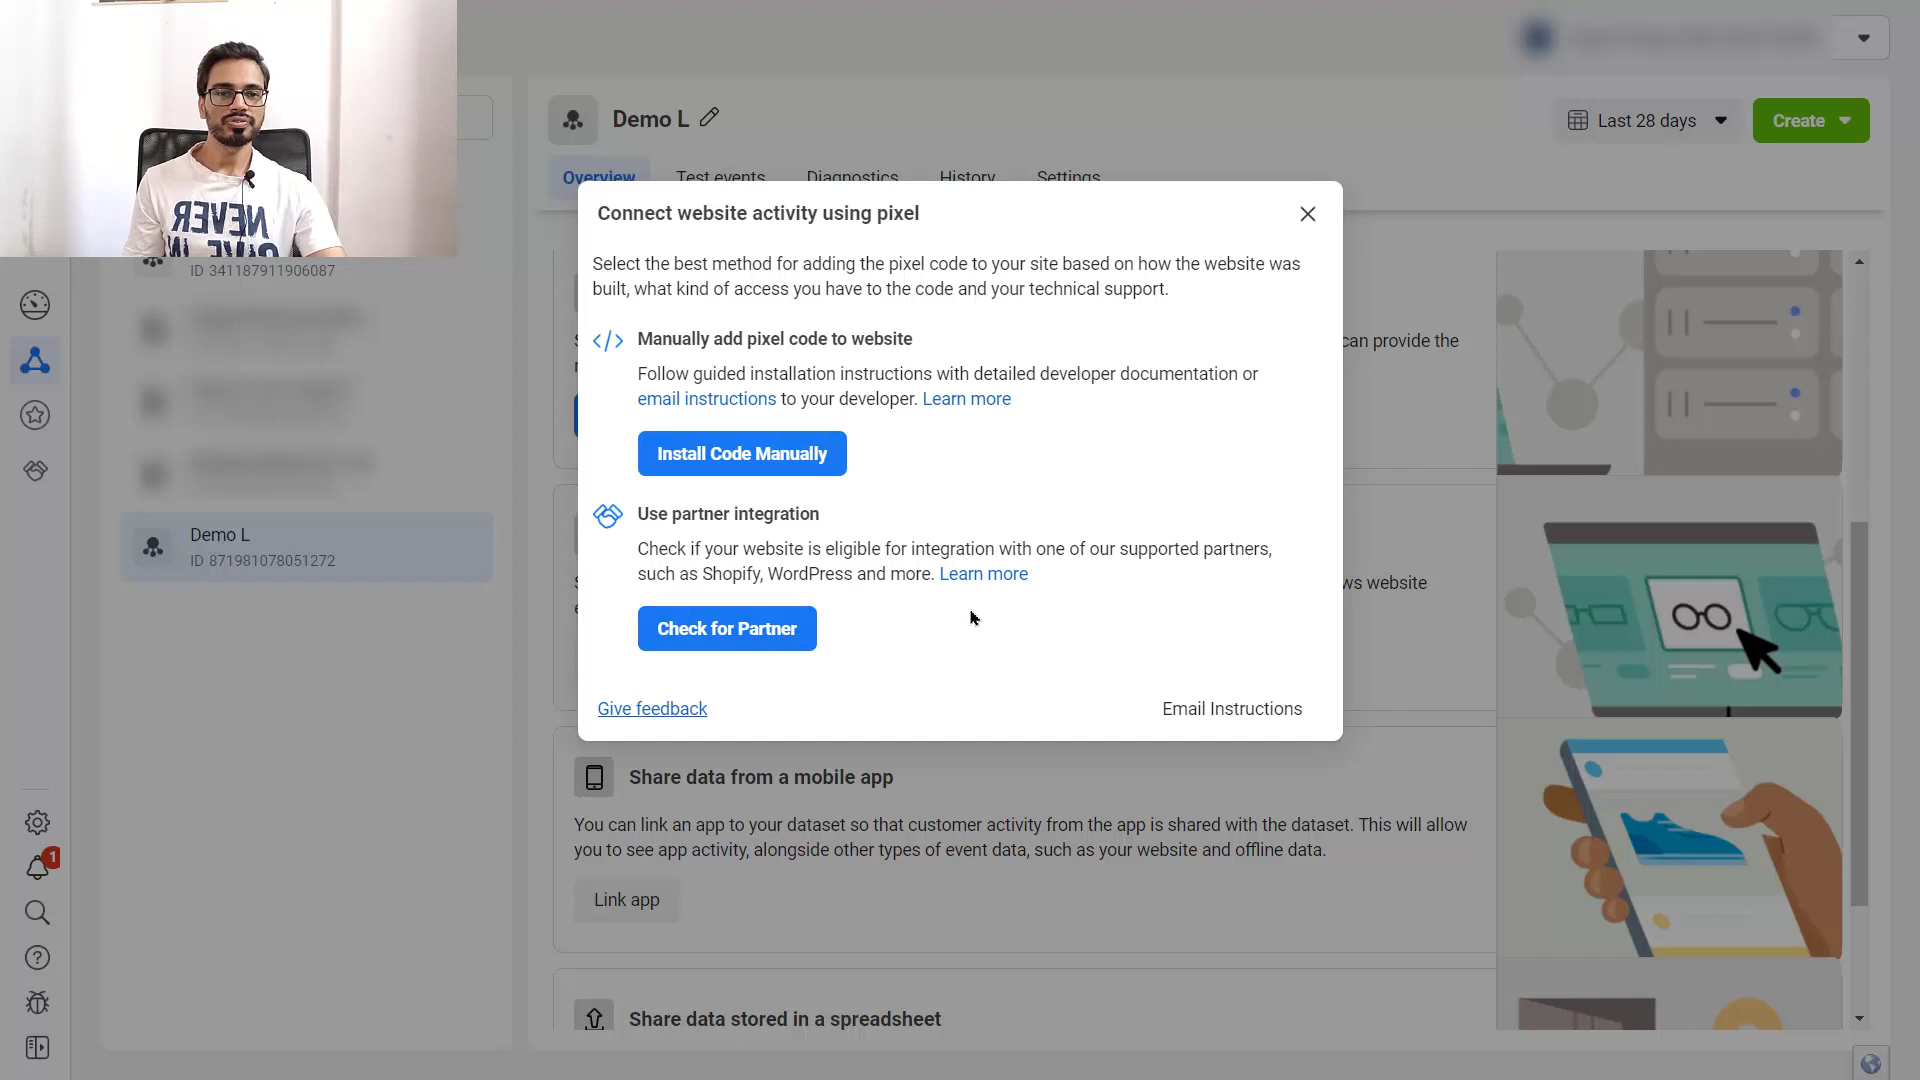 NEVER
GIVE IN
ID 341187911906087
Demo L
ID 871981078051272
Demo L
Last 28 days
Create
Overview
Test events
Diagnostics
History
Settings
can provide the
ws website
Connect website activity using pixel
Select the best method for adding the pixel code to your site based on how the website was
built, what kind of access you have to the code and your technical support.
Manually add pixel code to website
Follow guided installation instructions with detailed developer documentation or
email instructions to your developer. Learn more
Install Code Manually
Use partner integration
Check if your website is eligible for integration with one of our supported partners,
such as Shopify, WordPress and more. Learn more
Check for Partner
Give feedback
Email Instructions
Share data from a mobile app
You can link an app to your dataset so that customer activity from the app is shared with the dataset. This will allow
you to see app activity, alongside other types of event data, such as your website and offline data.
Link app
Share data stored in a spreadsheet
1